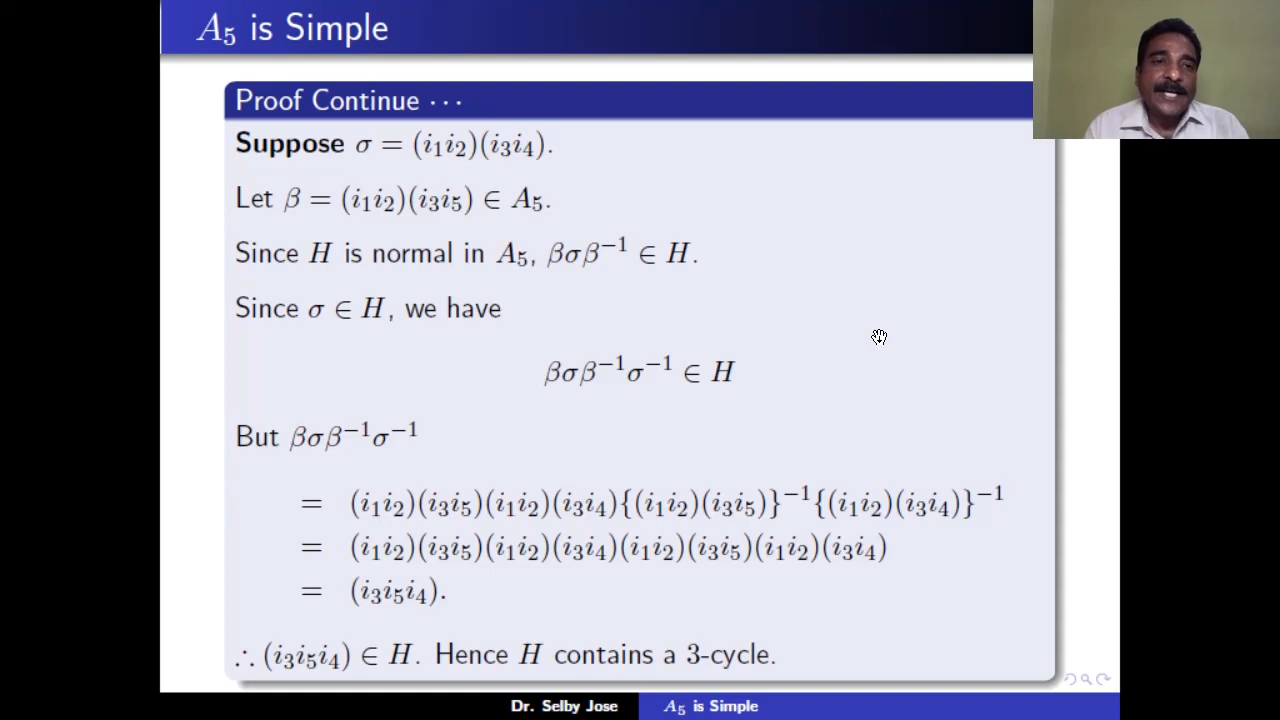 A₅ is Simple
Proof Continue ⋯
Suppose σ = (i₁i₂)(i₃i₄).
Let β = (i₁i₂)(i₃i₅) ∈ A₅.
Since H is normal in A₅, βσβ⁻¹ ∈ H.
Since σ ∈ H, we have
βσβ⁻¹σ⁻¹ ∈ H
But βσβ⁻¹σ⁻¹
= (i₁i₂)(i₃i₅)(i₁i₂)(i₃i₄){(i₁i₂)(i₃i₅)}⁻¹{(i₁i₂)(i₃i₄)}⁻¹
= (i₁i₂)(i₃i₅)(i₁i₂)(i₃i₄)(i₁i₂)(i₃i₅)(i₁i₂)(i₃i₄)
= (i₃i₅i₄).
∴ (i₃i₅i₄) ∈ H. Hence H contains a 3-cycle.
Dr. Selby Jose A₅ is Simple